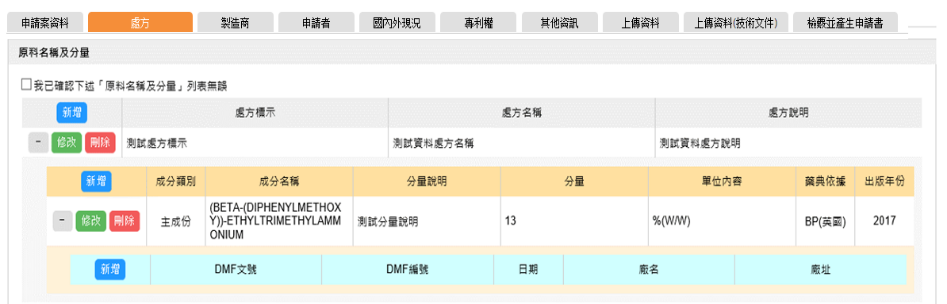 申請案資料 處方 製造商 申請者 國內外現況 專利權 其他資訊 上傳資料 上傳資料(技術文件) 檢覈並產生申請書
原料名稱及分量
我已確認下述「原料名稱及分量」列表無誤
新增 處方標示 處方名稱 處方說明
- 修改 刪除 測試處方標示 測試資料處方名稱 測試資料處方說明
新增 成分類別 成分名稱 分量說明 分量 單位內容 藥典依據 出版年份
- 修改 刪除 主成份 (BETA-(DIPHENYLMETHOX
Y))-ETHYLTRIMETHYLAMM
ONIUM 測試分量說明 13 %(W/W) BP(英國) 2017
新增 DMF文號 DMF編號 日期 廠名 廠址